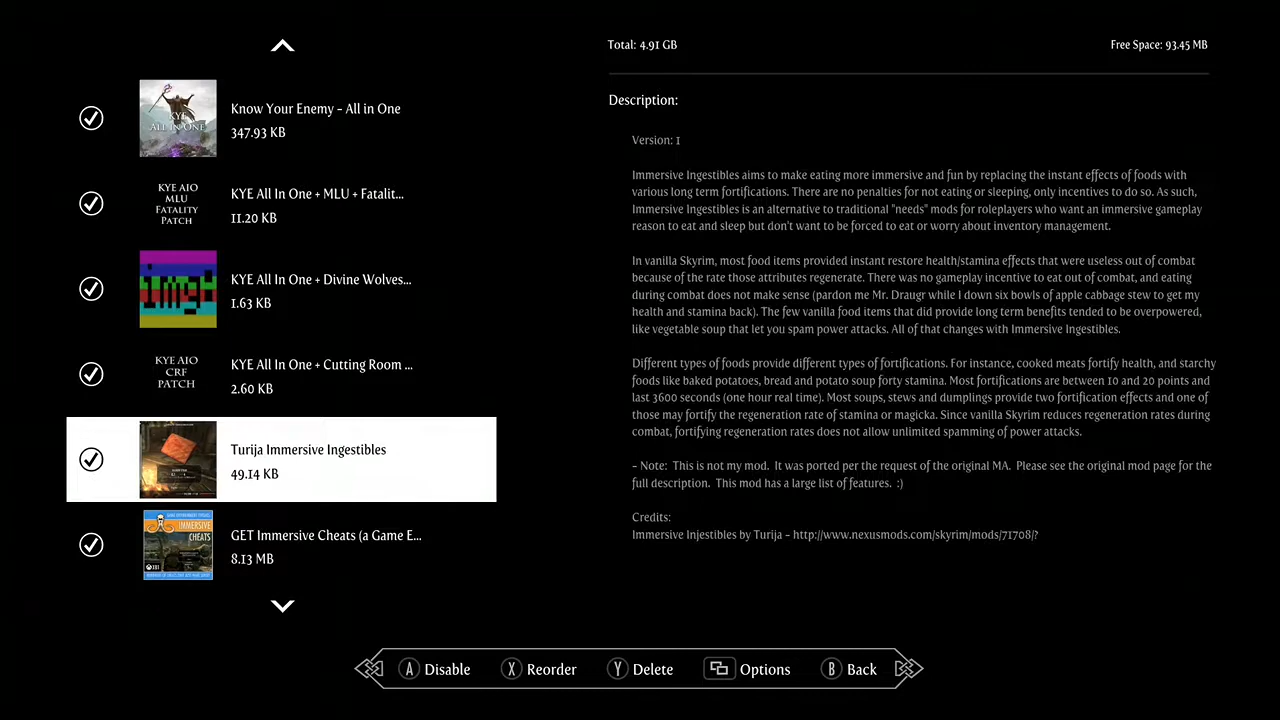 Total: 4.91 GB
Free Space: 93.45 MB
Know Your Enemy - All in One
347.93 KB
KYE
ALL IN ONE
KYE All In One + MLU + Fatalit...
11.20 KB
KYE AIO
MLU
FATALITY
PATCH
KYE All In One + Divine Wolves...
1.63 KB
KYE All In One + Cutting Room ...
2.60 KB
KYE AIO
CRF
PATCH
Turija Immersive Ingestibles
49.14 KB
GET Immersive Cheats (a Game E...
8.13 MB
IMMERSIVE
CHEATS
Description:
Version: 1
Immersive Ingestibles aims to make eating more immersive and fun by replacing the instant effects of foods with
various long term fortifications. There are no penalties for not eating or sleeping, only incentives to do so. As such,
Immersive Ingestibles is an alternative to traditional "needs" mods for roleplayers who want an immersive gameplay
reason to eat and sleep but don't want to be forced to eat or worry about inventory management.
In vanilla Skyrim, most food items provided instant restore health/stamina effects that were useless out of combat
because of the rate those attributes regenerate. There was no gameplay incentive to eat out of combat, and eating
during combat does not make sense (pardon me Mr. Draugr while I down six bowls of apple cabbage stew to get my
health and stamina back). The few vanilla food items that did provide long term benefits tended to be overpowered,
like vegetable soup that let you spam power attacks. All of that changes with Immersive Ingestibles.
Different types of foods provide different types of fortifications. For instance, cooked meats fortify health, and starchy
foods like baked potatoes, bread and potato soup forty stamina. Most fortifications are between 10 and 20 points and
last 3600 seconds (one hour real time). Most soups, stews and dumplings provide two fortification effects and one of
those may fortify the regeneration rate of stamina or magicka. Since vanilla Skyrim reduces regeneration rates during
combat, fortifying regeneration rates does not allow unlimited spamming of power attacks.
- Note: This is not my mod. It was ported per the request of the original MA. Please see the original mod page for the
full description. This mod has a large list of features. :)
Credits:
Immersive Injestibles by Turija - http://www.nexusmods.com/skyrim/mods/71708/?
A Disable X Reorder Y Delete Options B Back